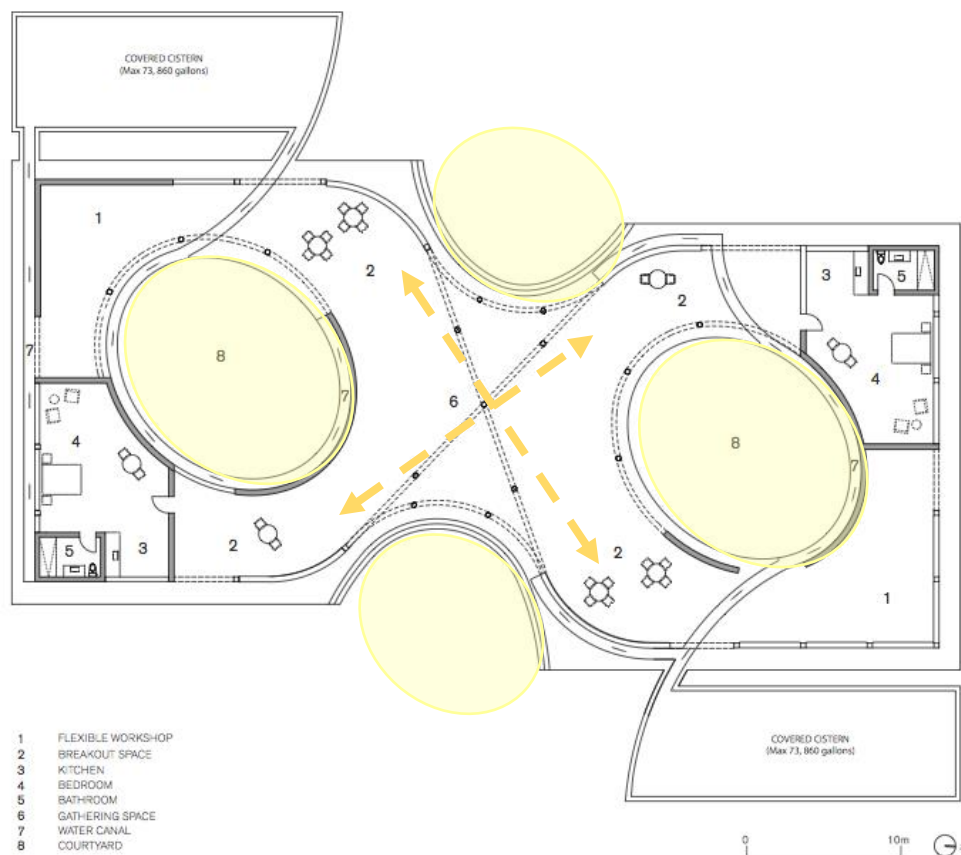 COVERED CISTERN
(Max 73, 860 gallons)
1
2
2
3
5
8
7
7
6
4
4
8
7
5
3
2
2
1
COVERED CISTERN
(Max 73, 860 gallons)
1 FLEXIBLE WORKSHOP
2 BREAKOUT SPACE
3 KITCHEN
4 BEDROOM
5 BATHROOM
6 GATHERING SPACE
7 WATER CANAL
8 COURTYARD
0 10m